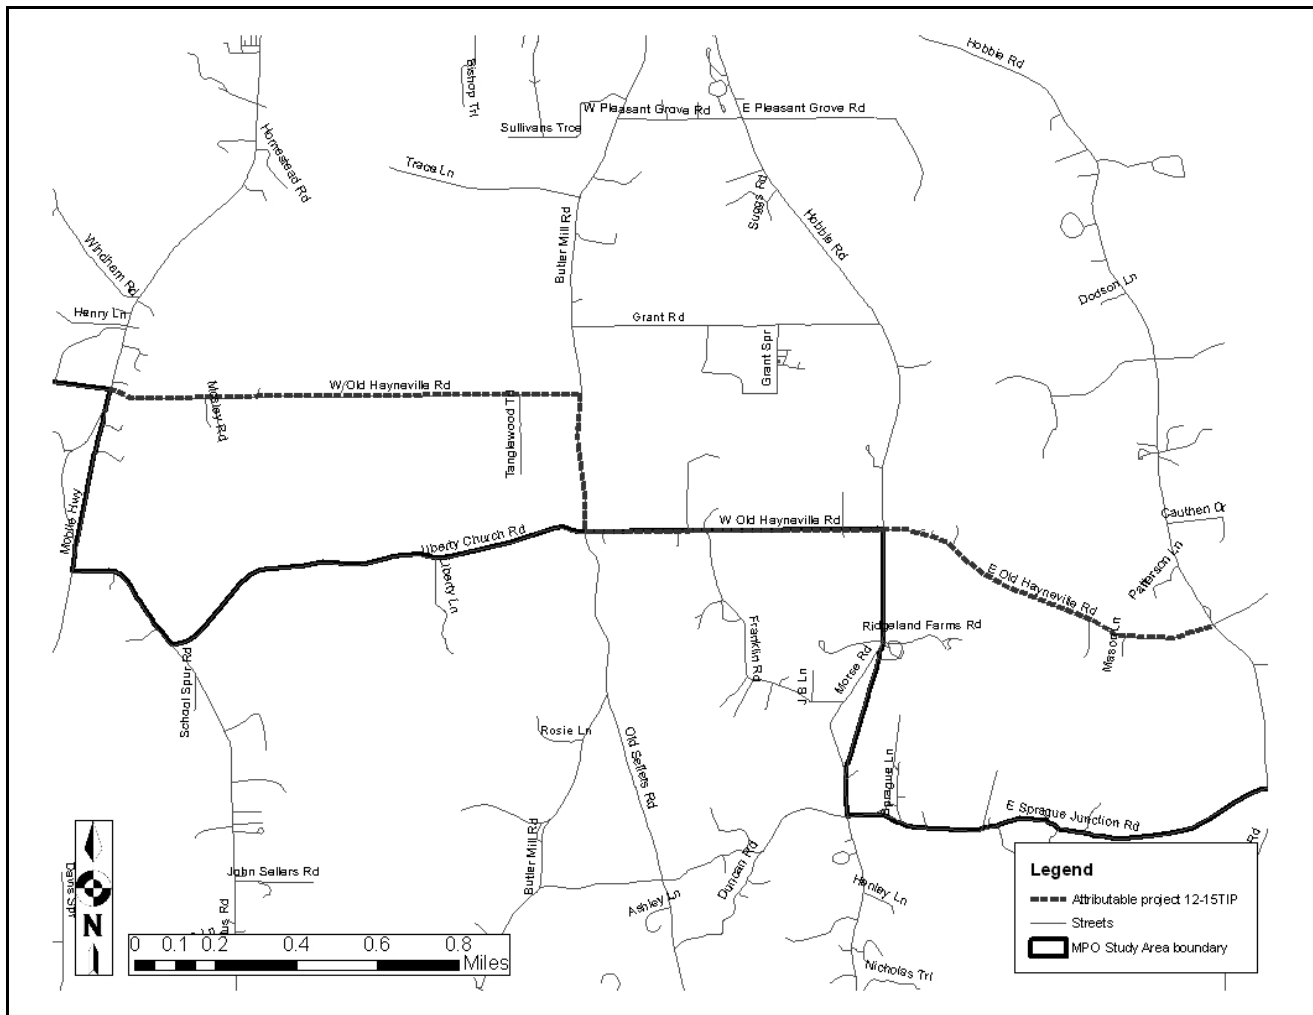 Hobbie Rd
Bishop Trl
W Pleasant Grove Rd
E Pleasant Grove Rd
Sullivans Trce
Homestead Rd
Trace Ln
Suggs Rd
Butler Mill Rd
Hobbie Rd
Windham Rd
Dodson Ln
Henry Ln
Grant Rd
Grant Spr
W Old Hayneville Rd
Mosley Rd
Tanglewood Trl
Mobile Hwy
W Old Hayneville Rd
Cauthen Dr
Liberty Church Rd
Liberty Ln
E Old Hayneville Rd
Patterson Ln
Ridgeland Farms Rd
Mason Ln
Franklin Rd
J B Ln
Morse Rd
School Spur Rd
Rosie Ln
Old Sellers Rd
Sprague Ln
E Sprague Junction Rd
Rd
Butler Mill Rd
Duncan Rd
John Sellers Rd
Davis Spr
Ashley Ln
Henley Ln
Ln
us Rd
Nicholas Trl
N
0 0.1 0.2 0.4 0.6 0.8
Miles
Legend
Attributable project 12-15TIP
Streets
MPO Study Area boundary